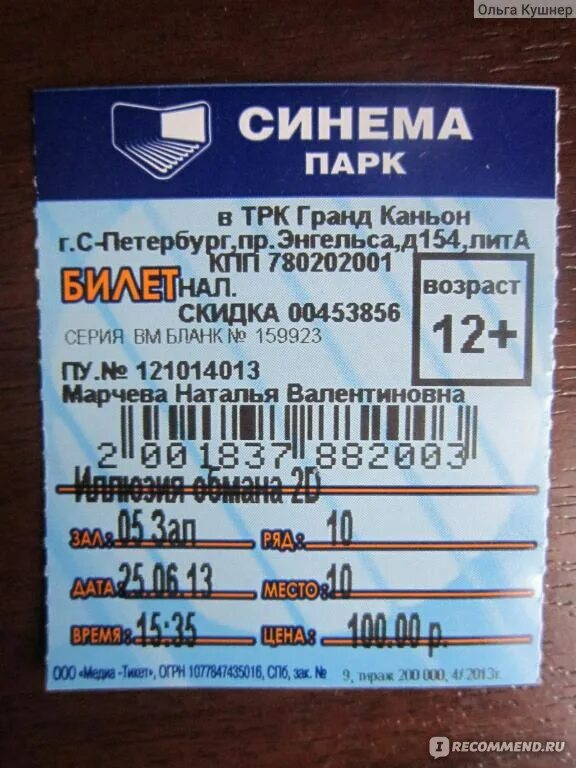 Ольга Кушнер
СИНЕМА
ПАРК
в ТРК Гранд Каньон
г.С-Петербург,пр.Энгельса,д154,литА
КПП 780202001
БИЛЕТ НАЛ.
СКИДКА 00453856
возраст
12+
СЕРИЯ ВМ БЛАНК № 159923
ПУ.№ 121014013
Марчева Наталья Валентиновна
2 001837 882003
Иллюзия обмана 2D
ЗАЛ: 05 Зал РЯД: 10
ДАТА: 25.06.13 МЕСТО: 10
ВРЕМЯ: 15:35 ЦЕНА: 100.00 р.
ООО «Медиа -Тикет», ОГРН 1077847435016, СПб, зак. № 9, тираж 200 000, 4/2013г.
IRECOMMEND.RU